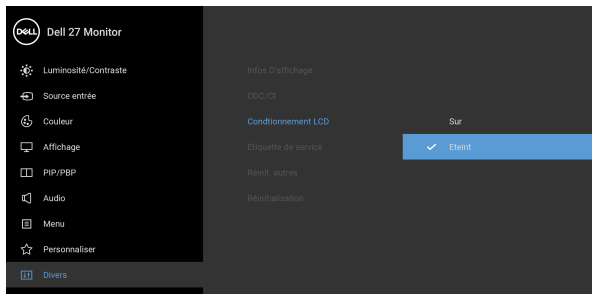 DELL
Dell 27 Monitor
Luminosité/Contraste
Source entrée
Couleur
Affichage
PIP/PBP
Audio
Menu
Personnaliser
Divers
Infos D'affichage
DDC/CI
Condtionnement LCD
Étiquette de service
Réinit. autres
Réinitialisation
Sur
Eteint